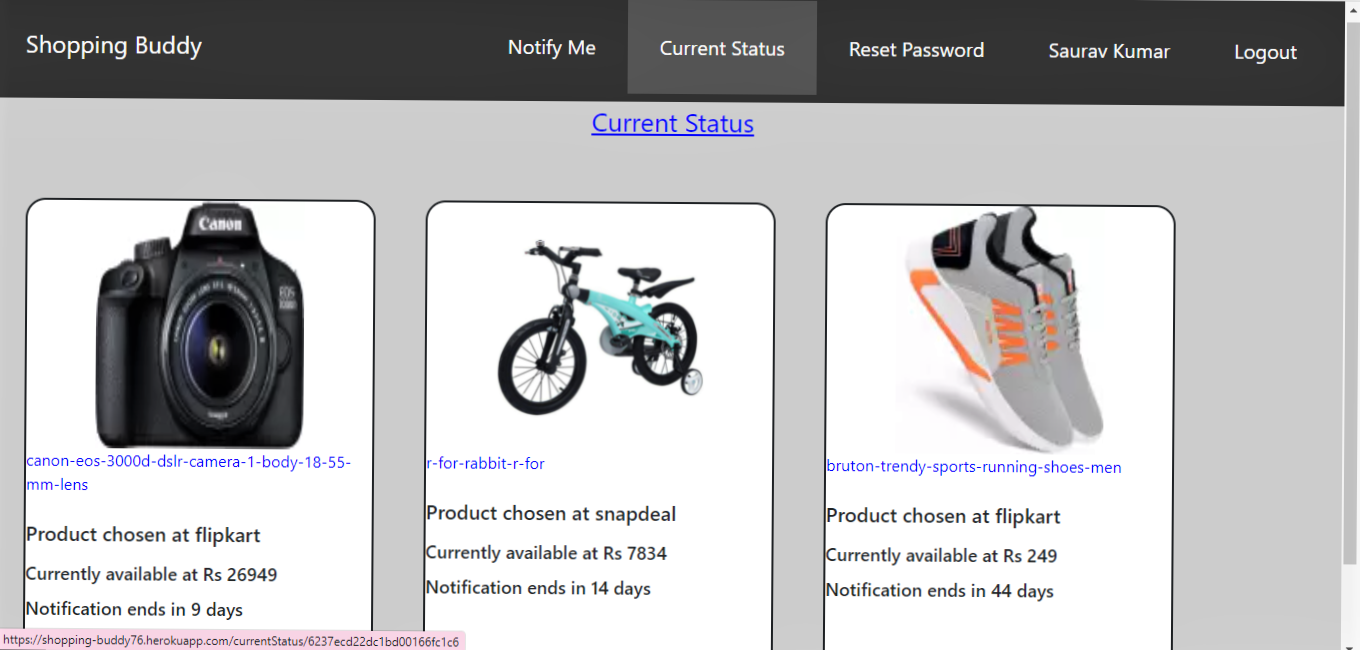 Shopping Buddy
Notify Me
Current Status
Reset Password
Saurav Kumar
Logout
Current Status
Canon
EOS
canon-eos-3000d-dslr-camera-1-body-18-55-
mm-lens
Product chosen at flipkart
Currently available at Rs 26949
Notification ends in 9 days
r-for-rabbit-r-for
Product chosen at snapdeal
Currently available at Rs 7834
Notification ends in 14 days
bruton-trendy-sports-running-shoes-men
Product chosen at flipkart
Currently available at Rs 249
Notification ends in 44 days
https://shopping-buddy76.herokuapp.com/currentStatus/6237ecd22dc1bd00166fc1c6